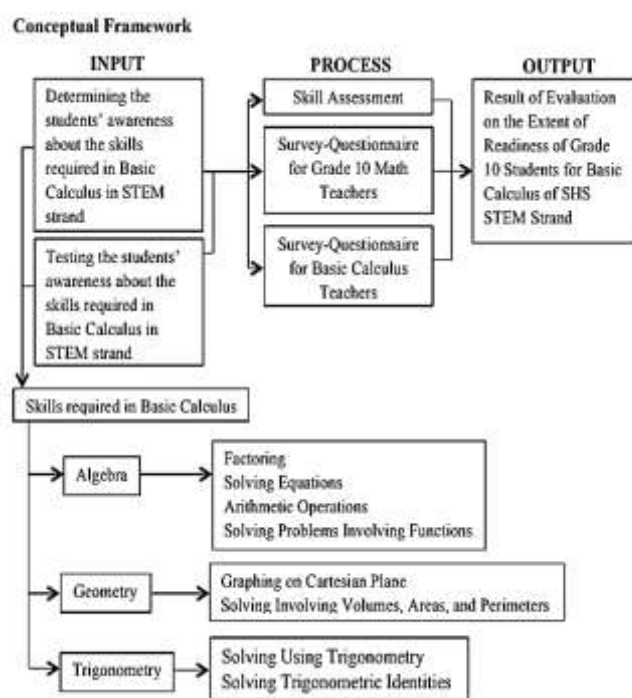 Conceptual Framework
INPUT
Determining the
students' awareness
about the skills
required in Basic
Calculus in STEM
strand
Testing the students'
awareness about the
skills required in
Basic Calculus in
STEM strand
PROCESS
Skill Assessment
Survey-Questionnaire
for Grade 10 Math
Teachers
Survey-Questionnaire
for Basic Calculus
Teachers
OUTPUT
Result of Evaluation
on the Extent of
Readiness of Grade
10 Students for Basic
Calculus of SHS
STEM Strand
Skills required in Basic Calculus
Algebra
Factoring
Solving Equations
Arithmetic Operations
Solving Problems Involving Functions
Geometry
Graphing on Cartesian Plane
Solving Involving Volumes, Areas, and Perimeters
Trigonometry
Solving Using Trigonometry
Solving Trigonometric Identities